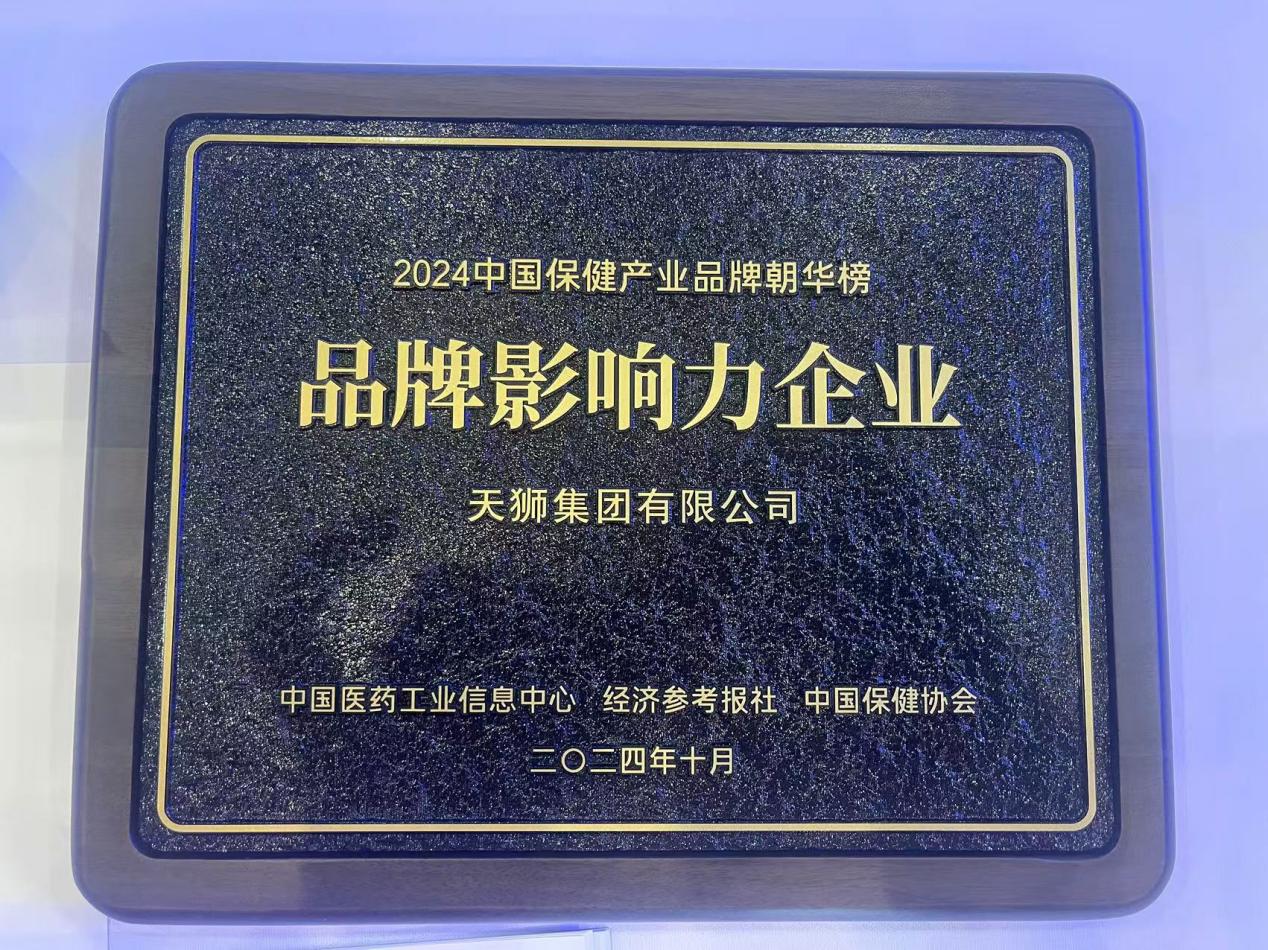 2024中国保健产业品牌朝华榜
品牌影响力企业
天狮集团有限公司
中国医药工业信息中心 经济参考报社 中国保健协会
二〇二四年十月